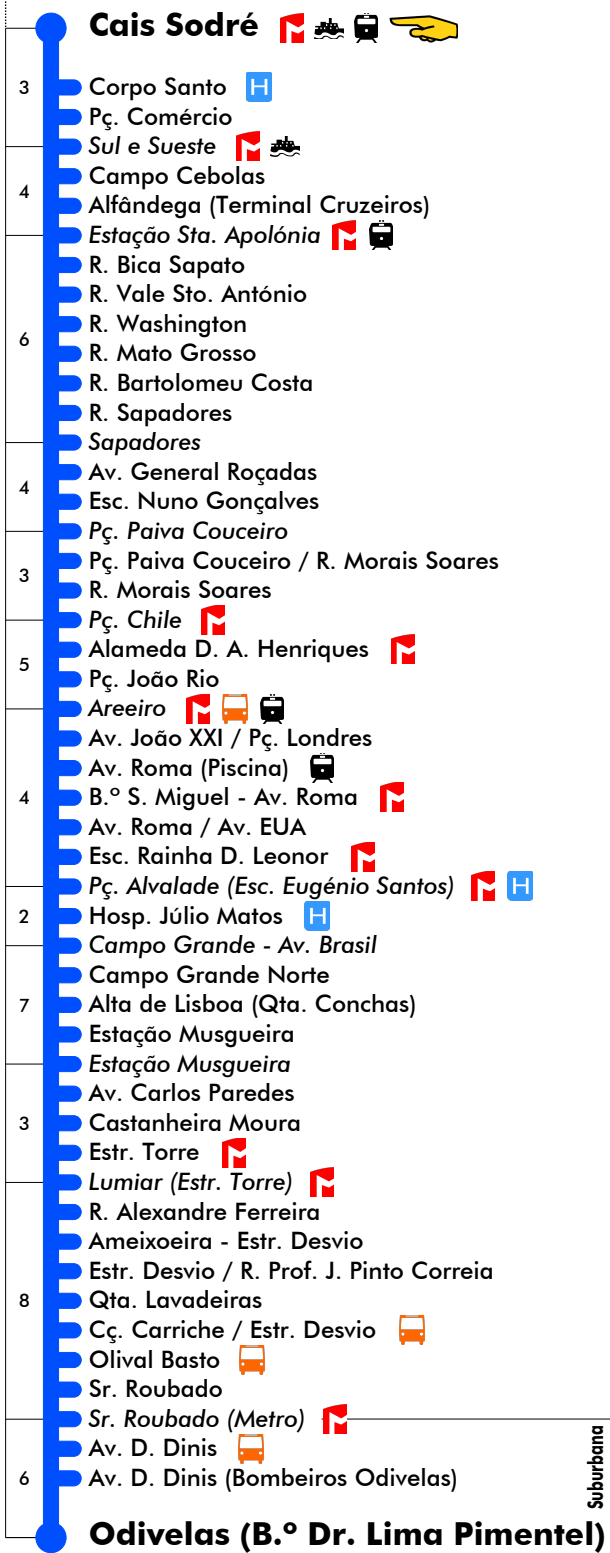 Cais Sodré
3
Corpo Santo H
Pç. Comércio
Sul e Sueste
4
Campo Cebolas
Alfândega (Terminal Cruzeiros)
Estação Sta. Apolónia
R. Bica Sapato
R. Vale Sto. António
R. Washington
6
R. Mato Grosso
R. Bartolomeu Costa
R. Sapadores
Sapadores
Av. General Roçadas
4
Esc. Nuno Gonçalves
Pç. Paiva Couceiro
Pç. Paiva Couceiro / R. Morais Soares
3
R. Morais Soares
Pç. Chile
Alameda D. A. Henriques
5
Pç. João Rio
Areeiro
Av. João XXI / Pç. Londres
Av. Roma (Piscina)
4
B.º S. Miguel - Av. Roma
Av. Roma / Av. EUA
Esc. Rainha D. Leonor
Pç. Alvalade (Esc. Eugénio Santos) H
2
Hosp. Júlio Matos H
Campo Grande - Av. Brasil
Campo Grande Norte
7
Alta de Lisboa (Qta. Conchas)
Estação Musgueira
Estação Musgueira
Av. Carlos Paredes
3
Castanheira Moura
Estr. Torre
Lumiar (Estr. Torre)
R. Alexandre Ferreira
Ameixoeira - Estr. Desvio
Estr. Desvio / R. Prof. J. Pinto Correia
8
Qta. Lavadeiras
Cç. Carriche / Estr. Desvio
Olival Basto
Sr. Roubado
Sr. Roubado (Metro)
Av. D. Dinis
6
Av. D. Dinis (Bombeiros Odivelas)
Suburbana
Odivelas (B.º Dr. Lima Pimentel)